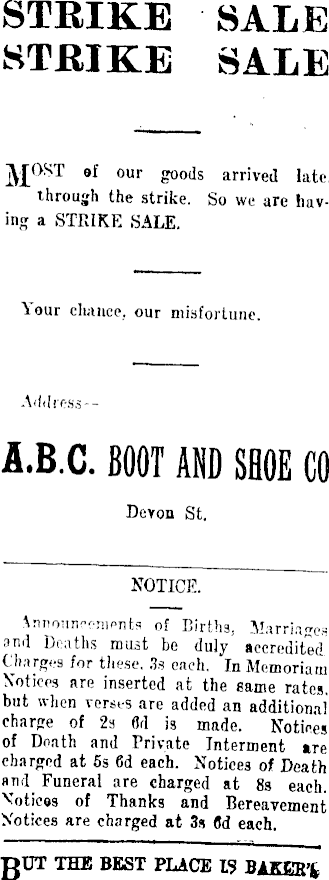 STRIKE SALE
STRIKE SALE
MOST of our goods arrived late
through the strike. So we are hav-
ing a STRIKE SALE.
Your chance, our misfortune.
Address--
A.B.C. BOOT AND SHOE CO
Devon St.
NOTICE.
Announcements of Births, Marriages
and Deaths must be duly accredited
Charges for these, 3s each. In Memoriam
Notices are inserted at the same rates.
but when verses are added an additional
charge of 2s 6d is made. Notices
of Death and Private Interment are
charged at 5s 6d each. Notices of Death
and Funeral are charged at 8s each.
Notices of Thanks and Bereavement
Notices are charged at 3s 6d each.
BUT THE BEST PLACE IS BAKER'S